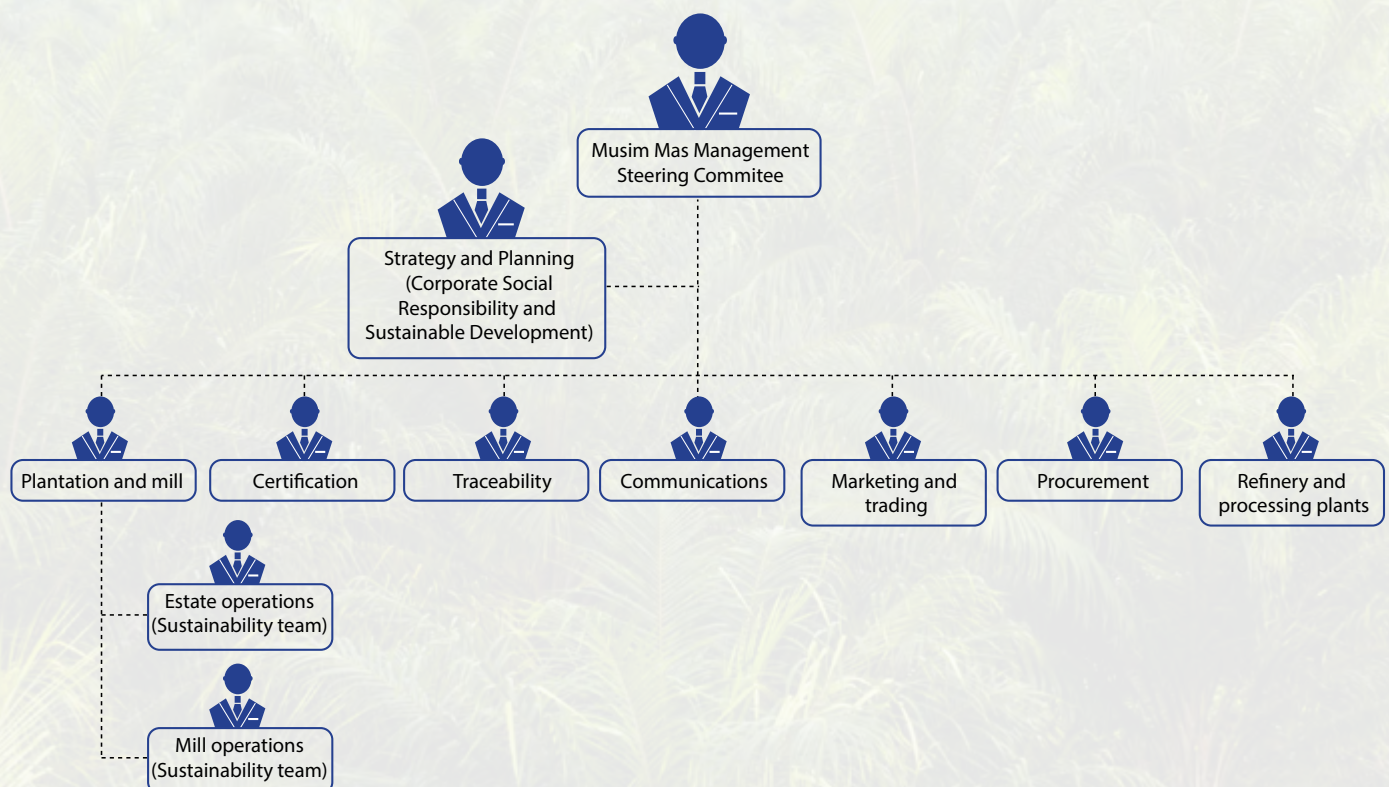 Musim Mas Management
Steering Commitee
Strategy and Planning
(Corporate Social
Responsibility and
Sustainable Development)
Plantation and mill
Certification
Traceability
Communications
Marketing and
trading
Procurement
Refinery and
processing plants
Estate operations
(Sustainability team)
Mill operations
(Sustainability team)